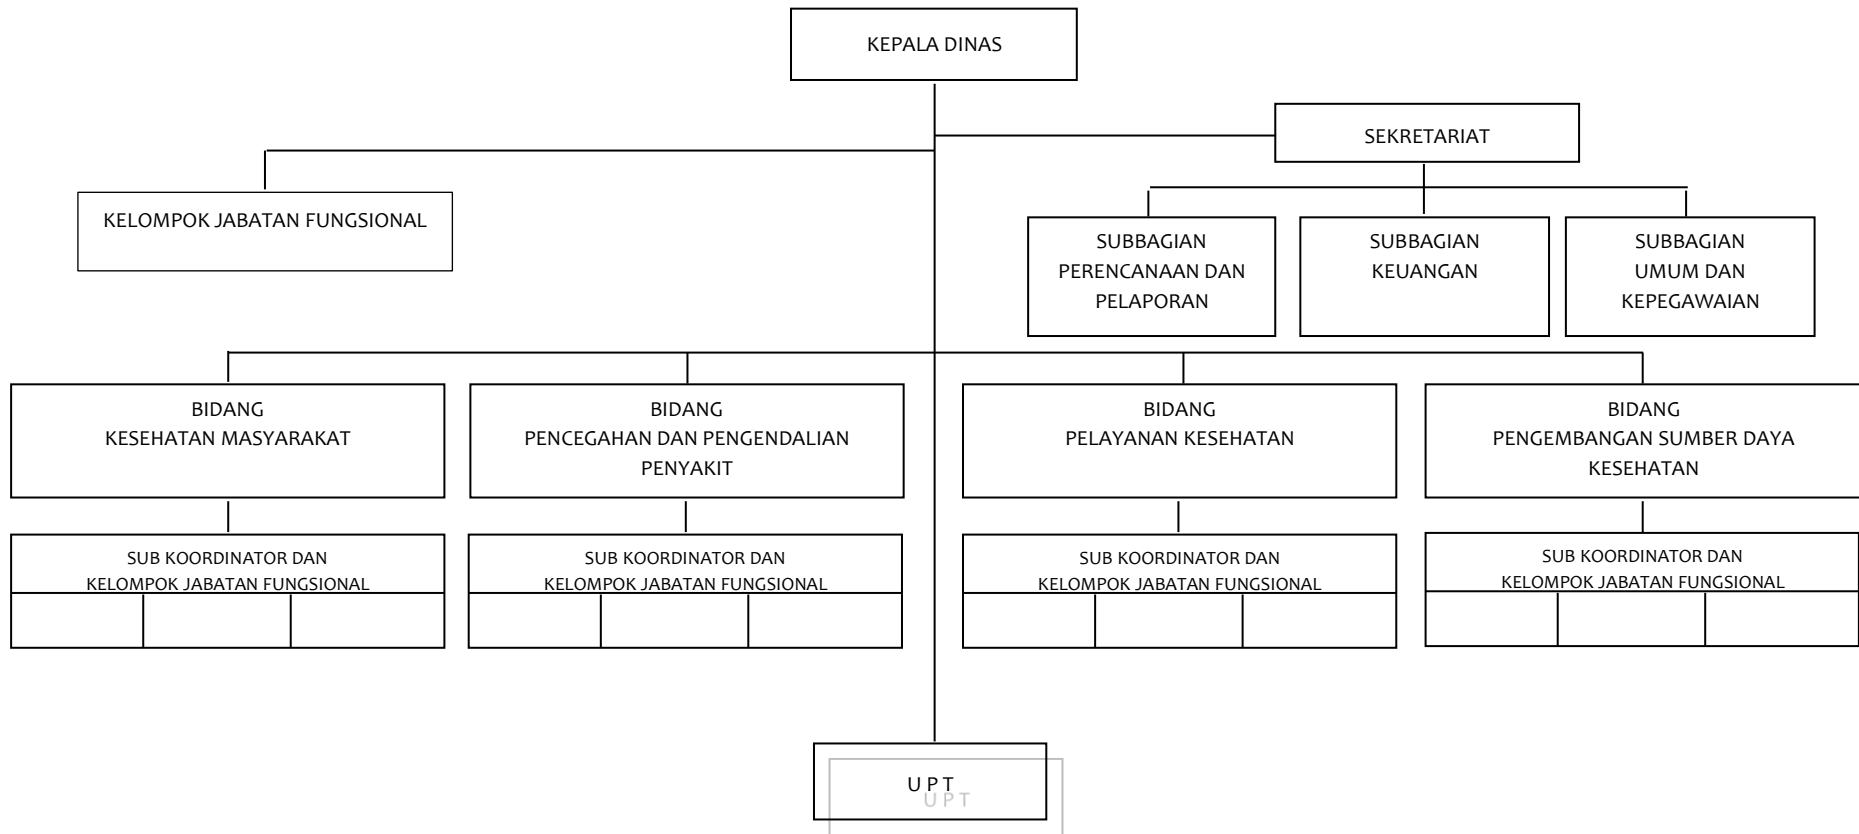 KEPALA DINAS
SEKRETARIAT
KELOMPOK JABATAN FUNGSIONAL
SUBBAGIAN
PERENCANAAN DAN
PELAPORAN
SUBBAGIAN
KEUANGAN
SUBBAGIAN
UMUM DAN
KEPEGAWAIAN
BIDANG
KESEHATAN MASYARAKAT
BIDANG
PENCEGAHAN DAN PENGENDALIAN
PENYAKIT
BIDANG
PELAYANAN KESEHATAN
BIDANG
PENGEMBANGAN SUMBER DAYA
KESEHATAN
SUB KOORDINATOR DAN
KELOMPOK JABATAN FUNGSIONAL
SUB KOORDINATOR DAN
KELOMPOK JABATAN FUNGSIONAL
SUB KOORDINATOR DAN
KELOMPOK JABATAN FUNGSIONAL
SUB KOORDINATOR DAN
KELOMPOK JABATAN FUNGSIONAL
U P T
U P T